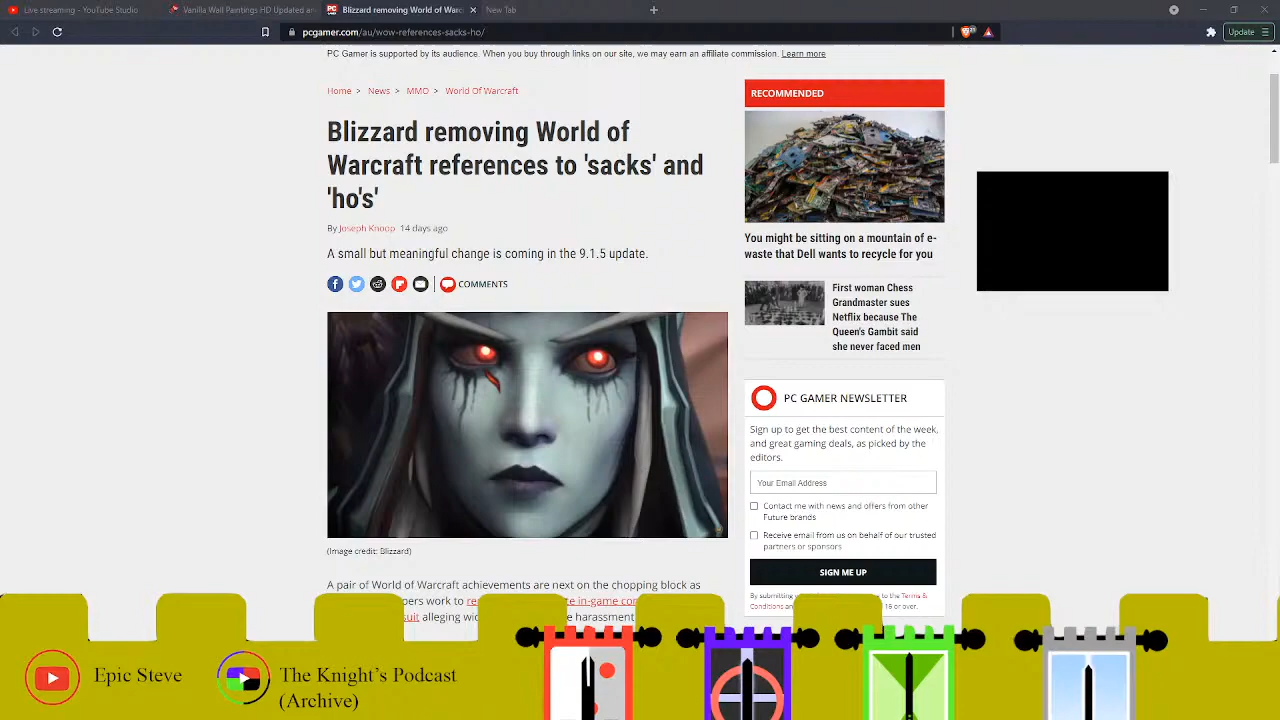 Live streaming - YouTube Studio
Vanilla Wall Paintings HD Updated an
Blizzard removing World of Warc
New Tab
pcgamer.com/au/wow-references-sacks-ho/
Update
PC Gamer is supported by its audience. When you buy through links on our site, we may earn an affiliate commission. Learn more
Home > News > MMO > World Of Warcraft
Blizzard removing World of
Warcraft references to 'sacks' and
'ho's'
By Joseph Knoop 14 days ago
A small but meaningful change is coming in the 9.1.5 update.
COMMENTS
(Image credit: Blizzard)
A pair of World of Warcraft achievements are next on the chopping block as
pers work to re te in-game con
suit alleging wid e harassment
RECOMMENDED
You might be sitting on a mountain of e-
waste that Dell wants to recycle for you
First woman Chess
Grandmaster sues
Netflix because The
Queen's Gambit said
she never faced men
PC GAMER NEWSLETTER
Sign up to get the best content of the week,
and great gaming deals, as picked by the
editors.
Your Email Address
Contact me with news and offers from other
Future brands
Receive email from us on behalf of our trusted
partners or sponsors
SIGN ME UP
By submitting to the Terms &
Conditions an 16 or over.
Epic Steve
The Knight's Podcast
(Archive)